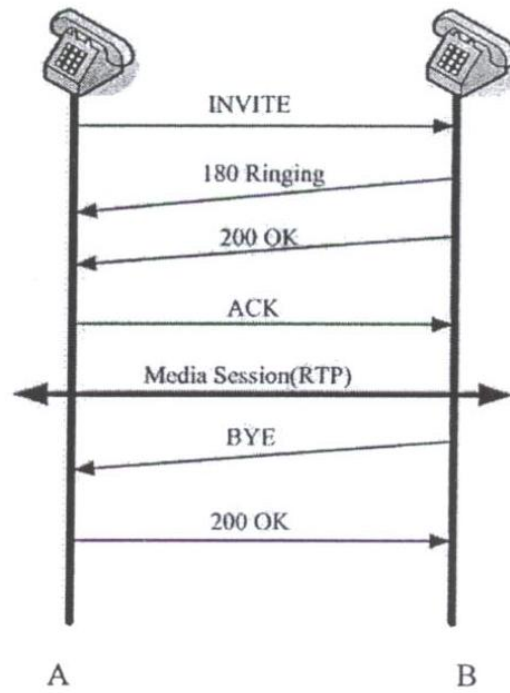 INVITE
180 Ringing
200 OK
ACK
Media Session(RTP)
BYE
200 OK
A B